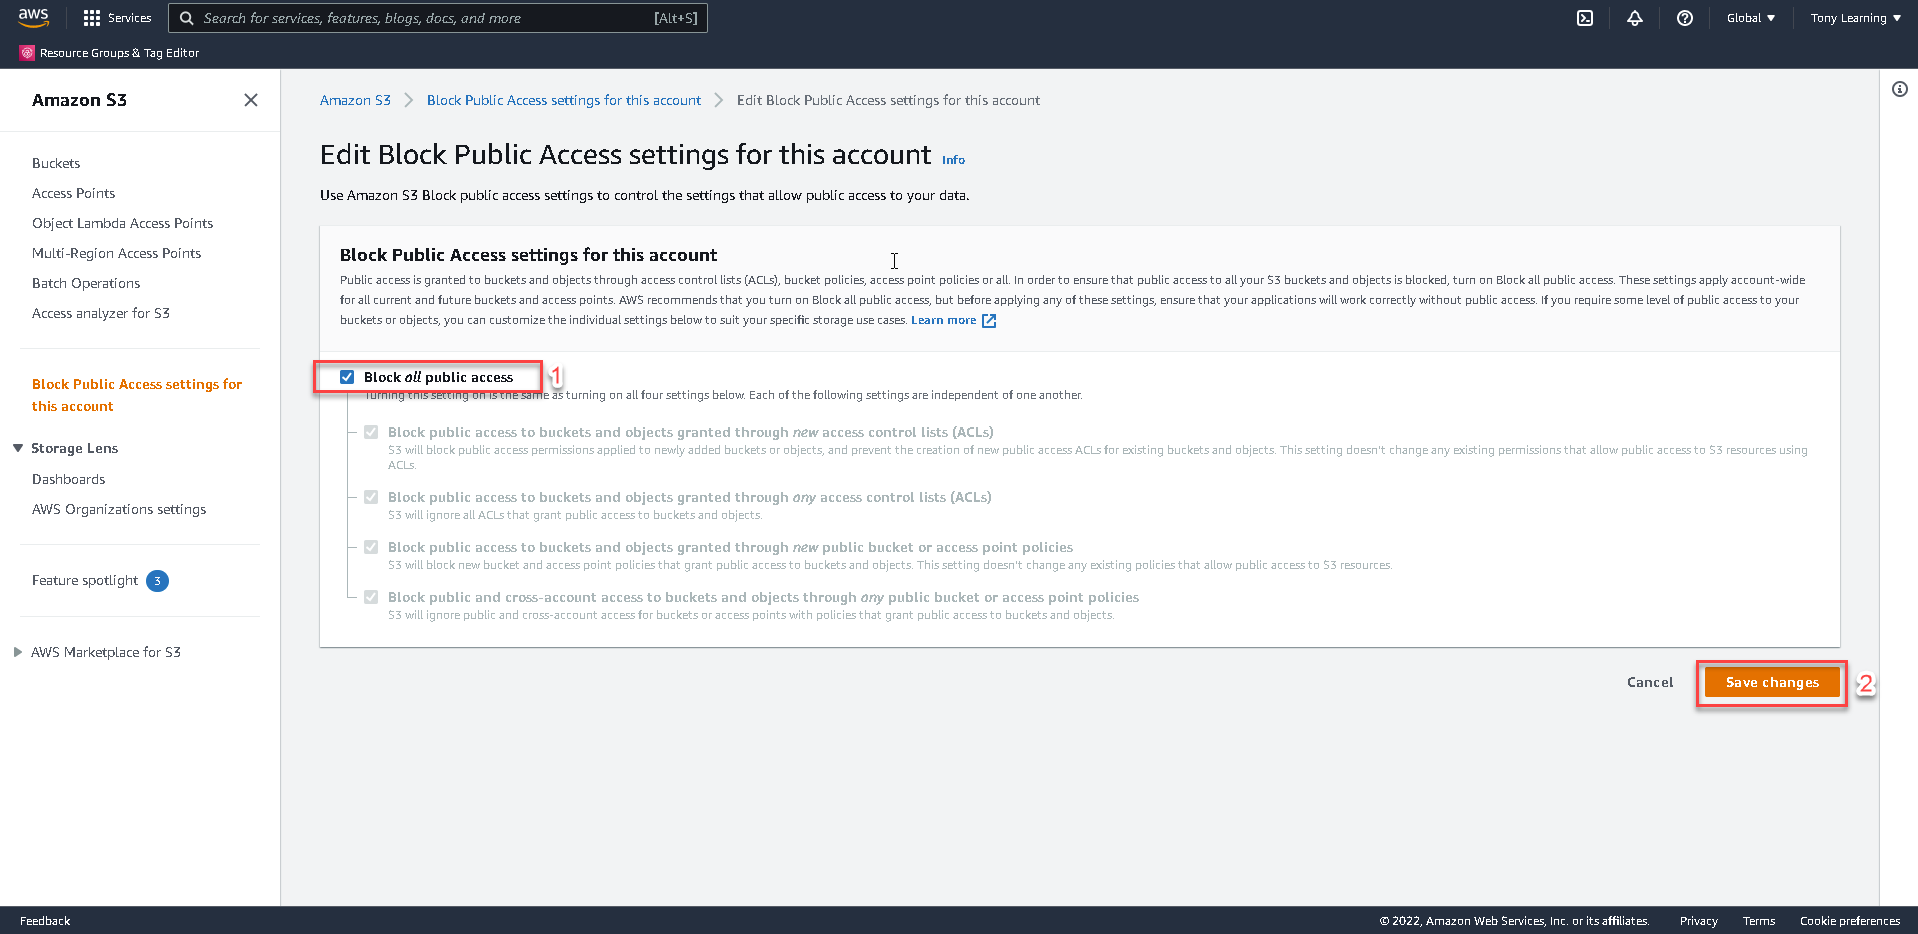 aws
Services
Search for services, features, blogs, docs, and more
[Alt+S]
Global
Tony Learning
Resource Groups & Tag Editor
Amazon S3
Buckets
Access Points
Object Lambda Access Points
Multi-Region Access Points
Batch Operations
Access analyzer for S3
Block Public Access settings for
this account
Storage Lens
Dashboards
AWS Organizations settings
Feature spotlight 3
AWS Marketplace for S3
Amazon S3 > Block Public Access settings for this account > Edit Block Public Access settings for this account
Edit Block Public Access settings for this account Info
Use Amazon S3 Block public access settings to control the settings that allow public access to your data.
Block Public Access settings for this account
Public access is granted to buckets and objects through access control lists (ACLs), bucket policies, access point policies or all. In order to ensure that public access to all your S3 buckets and objects is blocked, turn on Block all public access. These settings apply account-wide
for all current and future buckets and access points. AWS recommends that you turn on Block all public access, but before applying any of these settings, ensure that your applications will work correctly without public access. If you require some level of public access to your
buckets or objects, you can customize the individual settings below to suit your specific storage use cases. Learn more
Block all public access
1
Turning this setting on is the same as turning on all four settings below. Each of the following settings are independent of one another.
Block public access to buckets and objects granted through new access control lists (ACLs)
S3 will block public access permissions applied to newly added buckets or objects, and prevent the creation of new public access ACLs for existing buckets and objects. This setting doesn't change any existing permissions that allow public access to S3 resources using
ACLs.
Block public access to buckets and objects granted through any access control lists (ACLs)
S3 will ignore all ACLs that grant public access to buckets and objects.
Block public access to buckets and objects granted through new public bucket or access point policies
S3 will block new bucket and access point policies that grant public access to buckets and objects. This setting doesn't change any existing policies that allow public access to S3 resources.
Block public and cross-account access to buckets and objects through any public bucket or access point policies
S3 will ignore public and cross-account access for buckets or access points with policies that grant public access to buckets and objects.
Cancel
Save changes
2
Feedback
© 2022, Amazon Web Services, Inc. or its affiliates.
Privacy
Terms
Cookie preferences